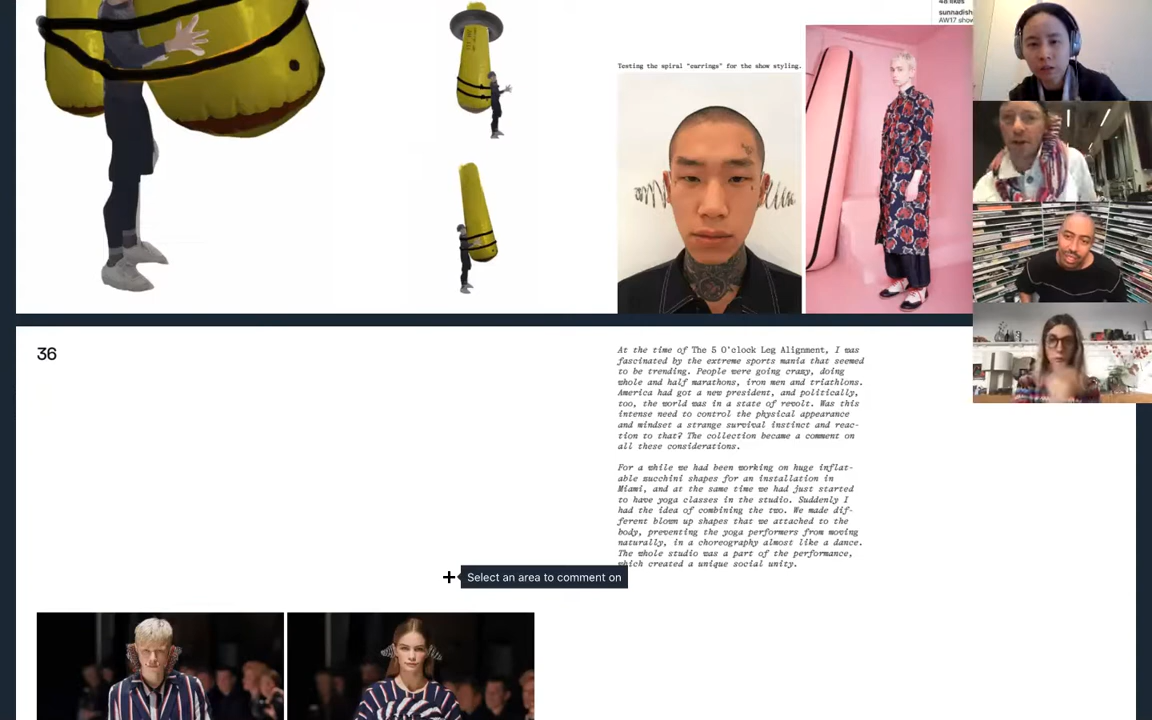 48 likes
sunnadish
AW17 show
Testing the spiral "earrings" for the show styling.
36
At the time of The 5 O'clock Leg Alignment, I was
fascinated by the extreme sports mania that seemed
to be trending. People were going crazy, doing
whole and half marathons, iron men and triathlons.
America had got a new president, and politically,
too, the world was in a state of revolt. Was this
intense need to control the physical appearance
and mindset a strange survival instinct and reac-
tion to that? The collection became a comment on
all these considerations.
For a while we had been working on huge inflat-
able zucchini shapes for an installation in
Miami, and at the same time we had just started
to have yoga classes in the studio. Suddenly I
had the idea of combining the two. We made dif-
ferent blown up shapes that we attached to the
body, preventing the yoga performers from moving
naturally, in a choreography almost like a dance.
The whole studio was a part of the performance,
which created a unique social unity.
Select an area to comment on